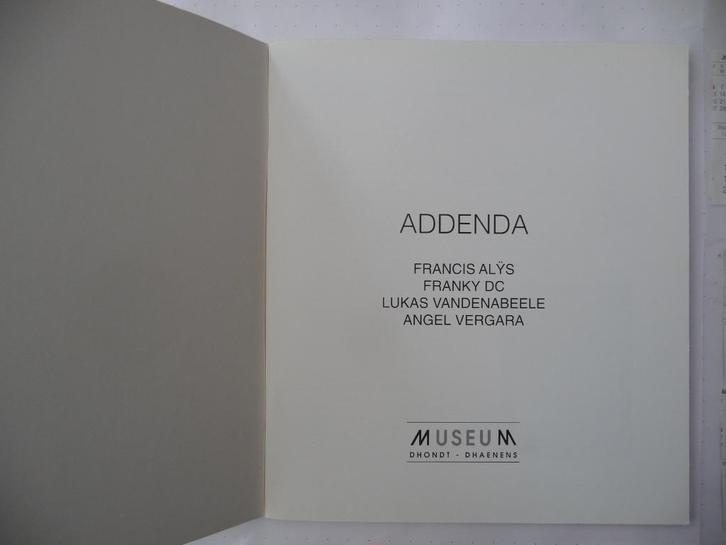 ADDENDA
FRANCIS ALŸS
FRANKY DC
LUKAS VANDENABEELE
ANGEL VERGARA
MUSEUM
DHONDT - DHAENENS